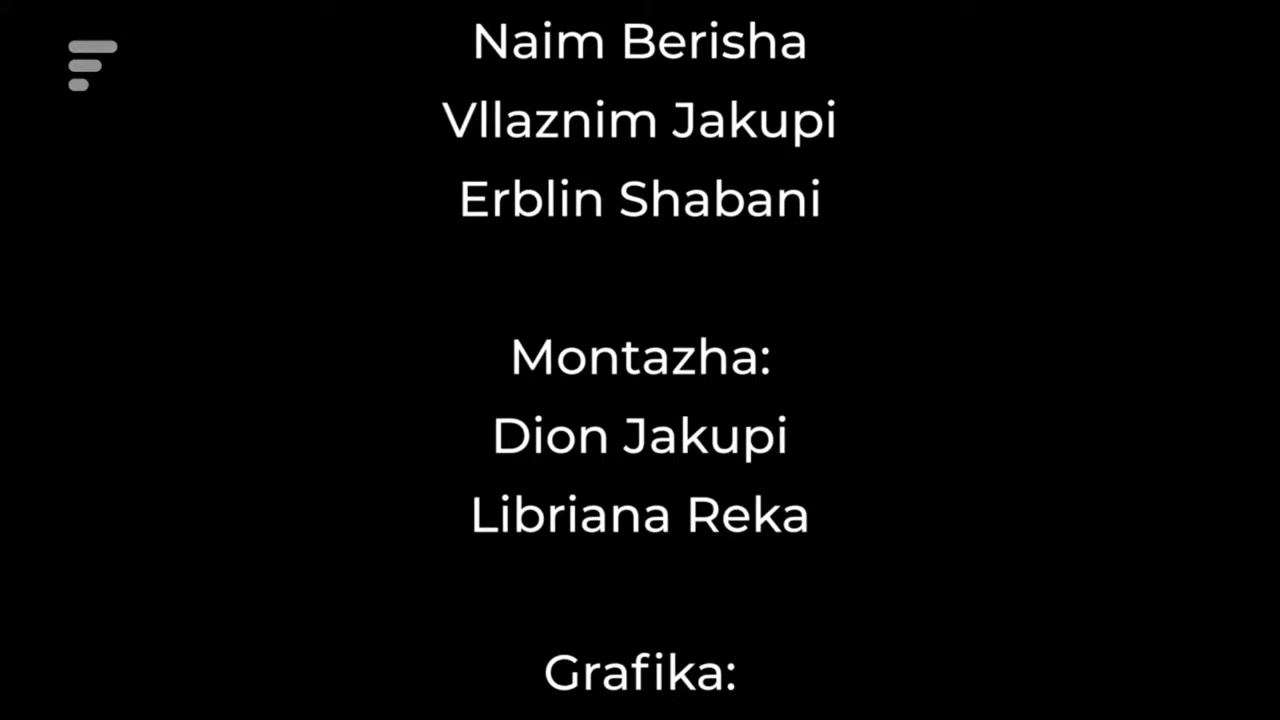 Naim Berisha
Vllaznim Jakupi
Erblin Shabani
Montazha:
Dion Jakupi
Libriana Reka
Grafika: